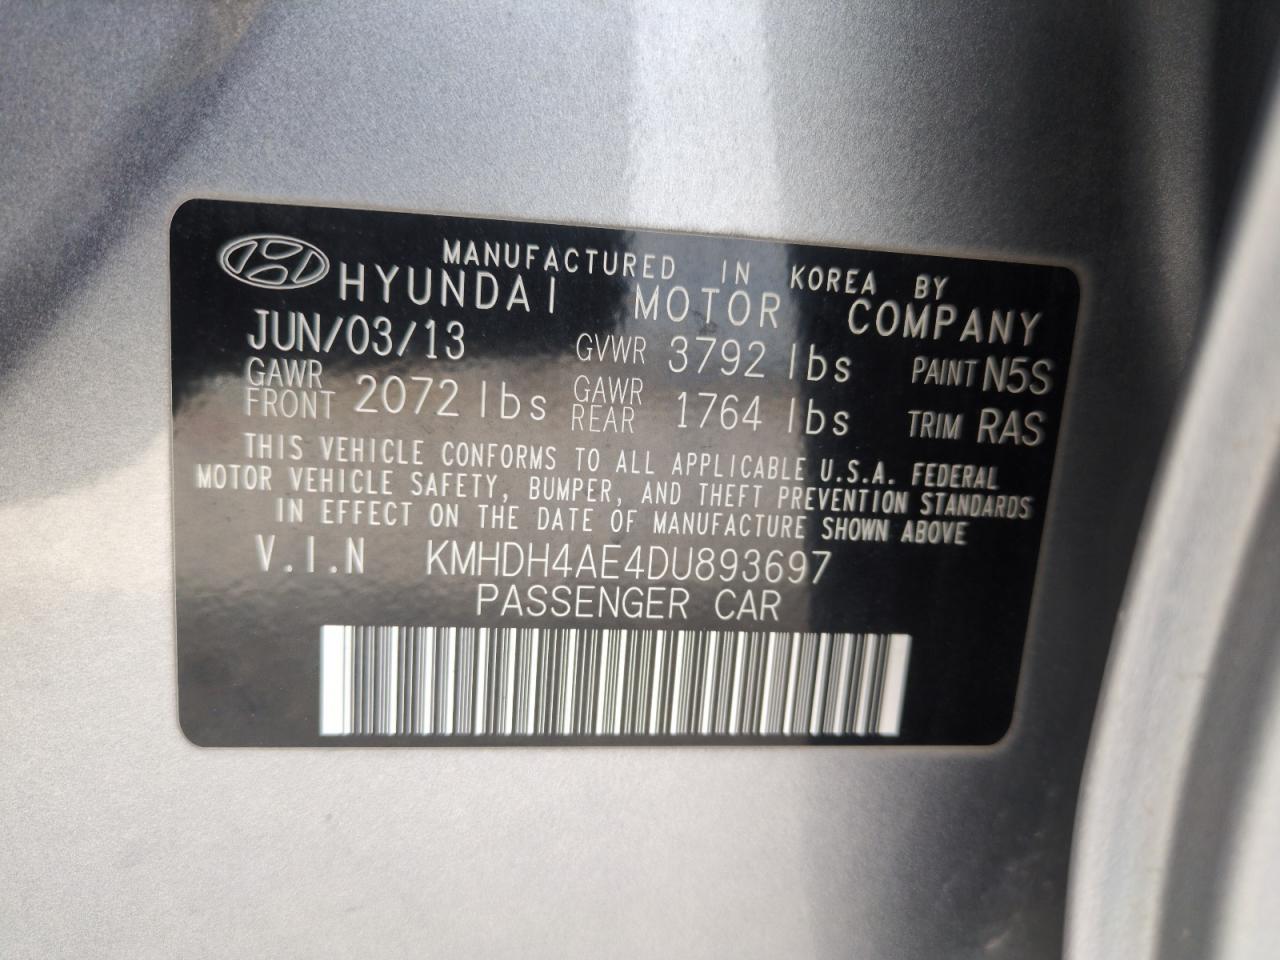 MANUFACTURED IN KOREA BY
HYUNDAI MOTOR COMPANY
JUN/03/13 GVWR 3792 lbs PAINT N5S
GAWR FRONT 2072 lbs GAWR REAR 1764 lbs TRIM RAS
THIS VEHICLE CONFORMS TO ALL APPLICABLE U.S.A. FEDERAL
MOTOR VEHICLE SAFETY, BUMPER, AND THEFT PREVENTION STANDARDS
IN EFFECT ON THE DATE OF MANUFACTURE SHOWN ABOVE
V.I.N KMHDH4AE4DU893697
PASSENGER CAR